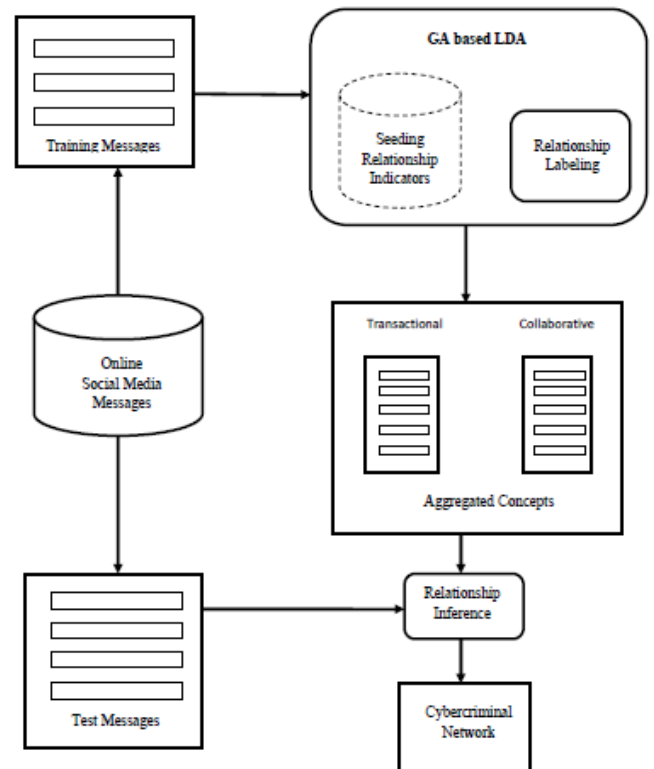 Training Messages
GA based LDA
Seeding
Relationship
Indicators
Relationship
Labeling
Online
Social Media
Messages
Transactional
Collaborative
Aggregated Concepts
Relationship
Inference
Test Messages
Cybercriminal
Network